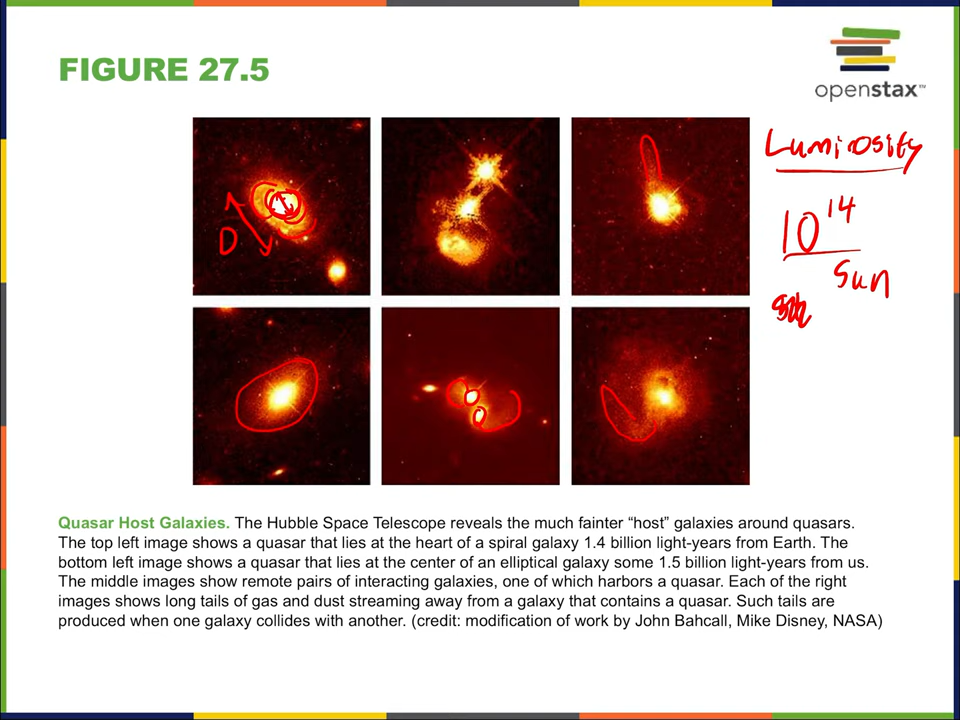 FIGURE 27.5
openstax™
Luminosity
10^14
Sun
D
Quasar Host Galaxies. The Hubble Space Telescope reveals the much fainter “host” galaxies around quasars.
The top left image shows a quasar that lies at the heart of a spiral galaxy 1.4 billion light-years from Earth. The
bottom left image shows a quasar that lies at the center of an elliptical galaxy some 1.5 billion light-years from us.
The middle images show remote pairs of interacting galaxies, one of which harbors a quasar. Each of the right
images shows long tails of gas and dust streaming away from a galaxy that contains a quasar. Such tails are
produced when one galaxy collides with another. (credit: modification of work by John Bahcall, Mike Disney, NASA)